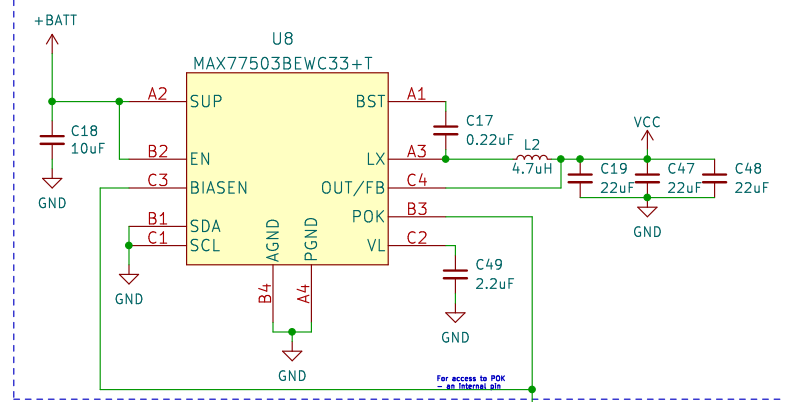 +BATT
U8
MAX77503BEWC33+T
A2 SUP BST A1
C18
10uF
C17
0.22uF
VCC
B2 EN LX A3
L2
4.7uH
C19
22uF
C47
22uF
C48
22uF
GND
C3 BIASEN OUT/FB C4
POK B3
B1 SDA
C1 SCL VL C2
AGND PGND
GND
C49
2.2uF
GND
B4 A4
GND
GND
For access to POK
– an internal pin